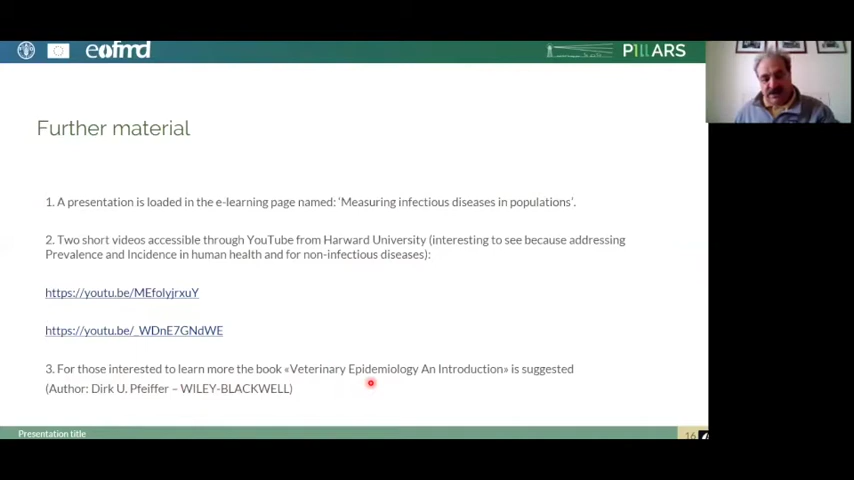 eofmd
PILLARS
Further material
1. A presentation is loaded in the e-learning page named: ‘Measuring infectious diseases in populations’.
2. Two short videos accessible through YouTube from Harward University (interesting to see because addressing
Prevalence and Incidence in human health and for non-infectious diseases):
https://youtu.be/MEfolyjrxuY
https://youtu.be/_WDnE7GNdWE
3. For those interested to learn more the book «Veterinary Epidemiology An Introduction» is suggested
(Author: Dirk U. Pfeiffer – WILEY-BLACKWELL)
Presentation title
16